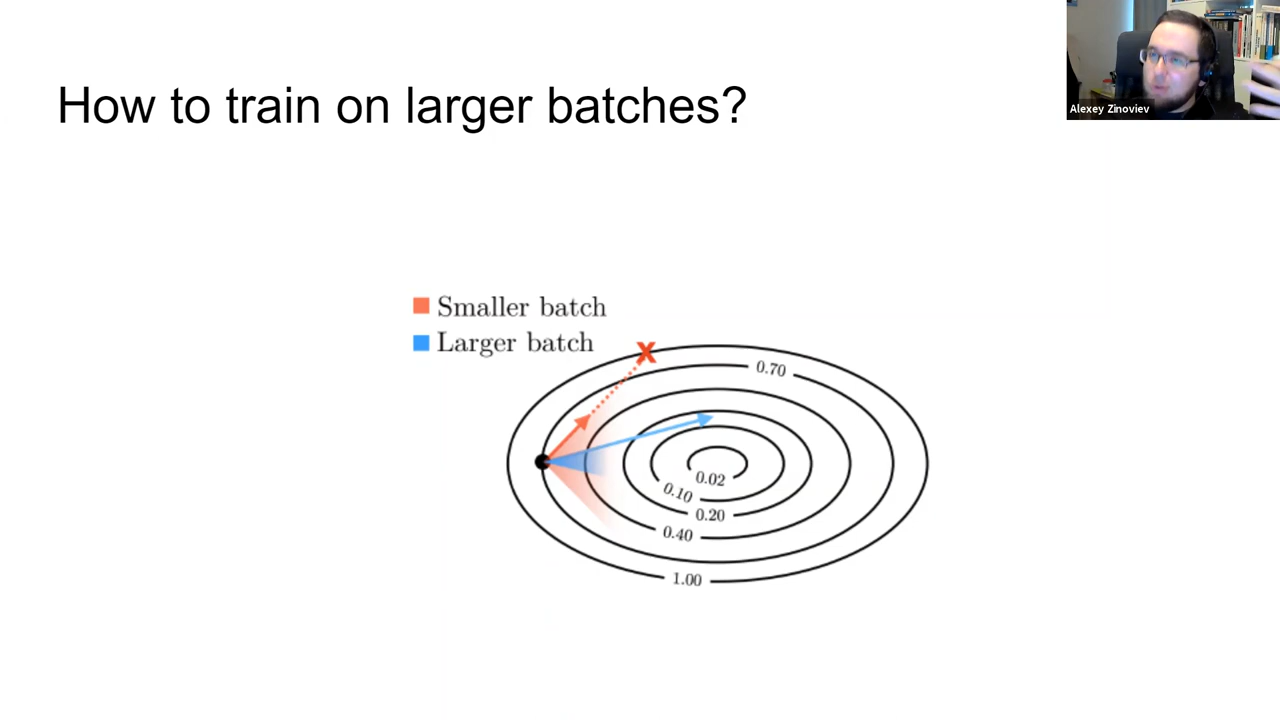 How to train on larger batches?
Alexey Zinoviev
Smaller batch
Larger batch
X
0.70
0.02
0.10
0.20
0.40
1.00